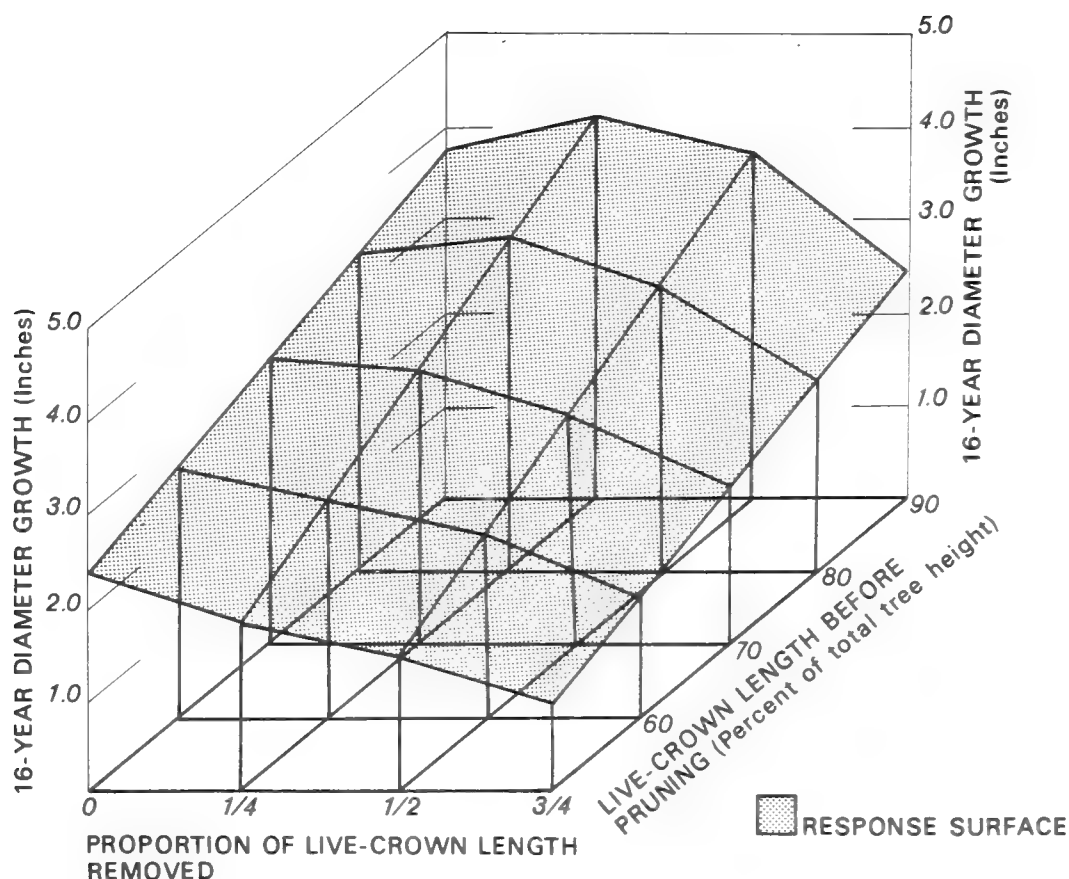 5.0
4.0
3.0
2.0
1.0
16-YEAR DIAMETER GROWTH
(Inches)
5.0
4.0
3.0
2.0
1.0
16-YEAR DIAMETER GROWTH (Inches)
90
80
70
60
LIVE-CROWN LENGTH BEFORE
PRUNING (Percent of total tree height)
0 1/4 1/2 3/4
PROPORTION OF LIVE-CROWN LENGTH
REMOVED
RESPONSE SURFACE